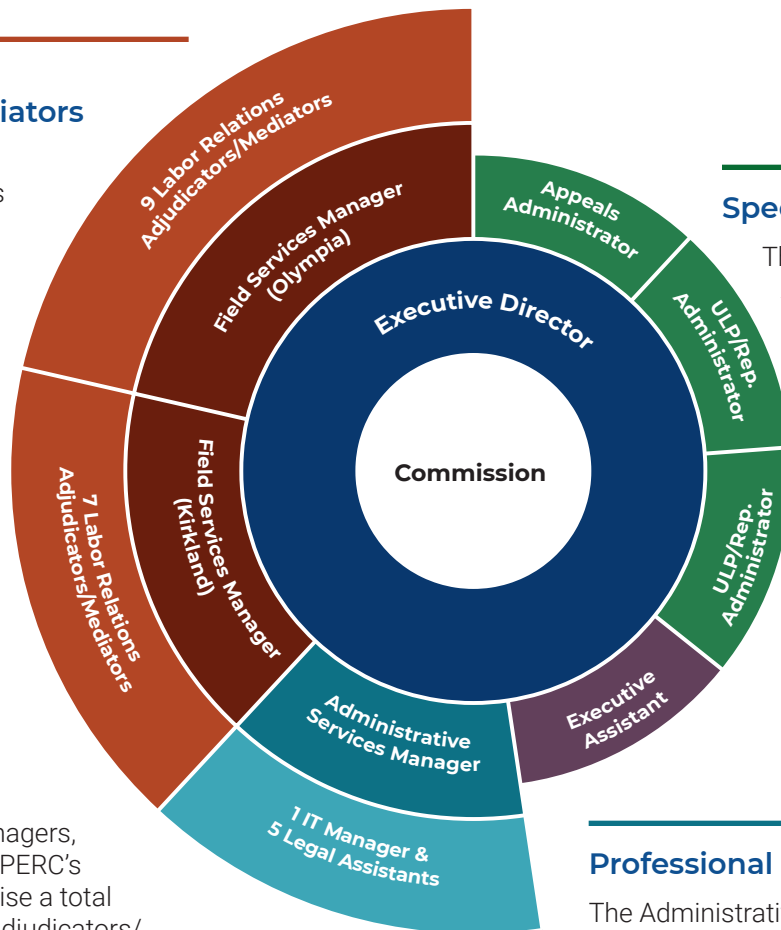 iators
s
9 Labor Relations
Adjudicators/Mediators
Field Services Manager
(Olympia)
Appeals
Administrator
Spec
Th
ULP/Rep.
Administrator
Executive Director
Commission
Field Services Manager
(Kirkland)
7 Labor Relations
Adjudicators/Mediators
ULP/Rep.
Administrator
Executive
Assistant
Administrative
Services Manager
1 IT Manager &
5 Legal Assistants
nagers,
PERC’s
ise a total
djudicators/
Professional
The Administrati